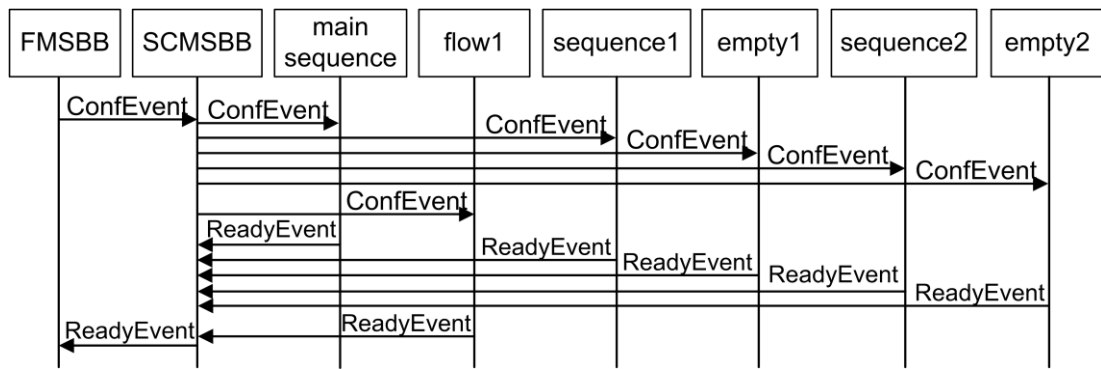 FMSBB
SCMSBB
main
sequence
flow1
sequence1
empty1
sequence2
empty2
ConfEvent
ConfEvent
ConfEvent
ConfEvent
ConfEvent
ConfEvent
ConfEvent
ReadyEvent
ReadyEvent
ReadyEvent
ReadyEvent
ReadyEvent
ReadyEvent
ReadyEvent